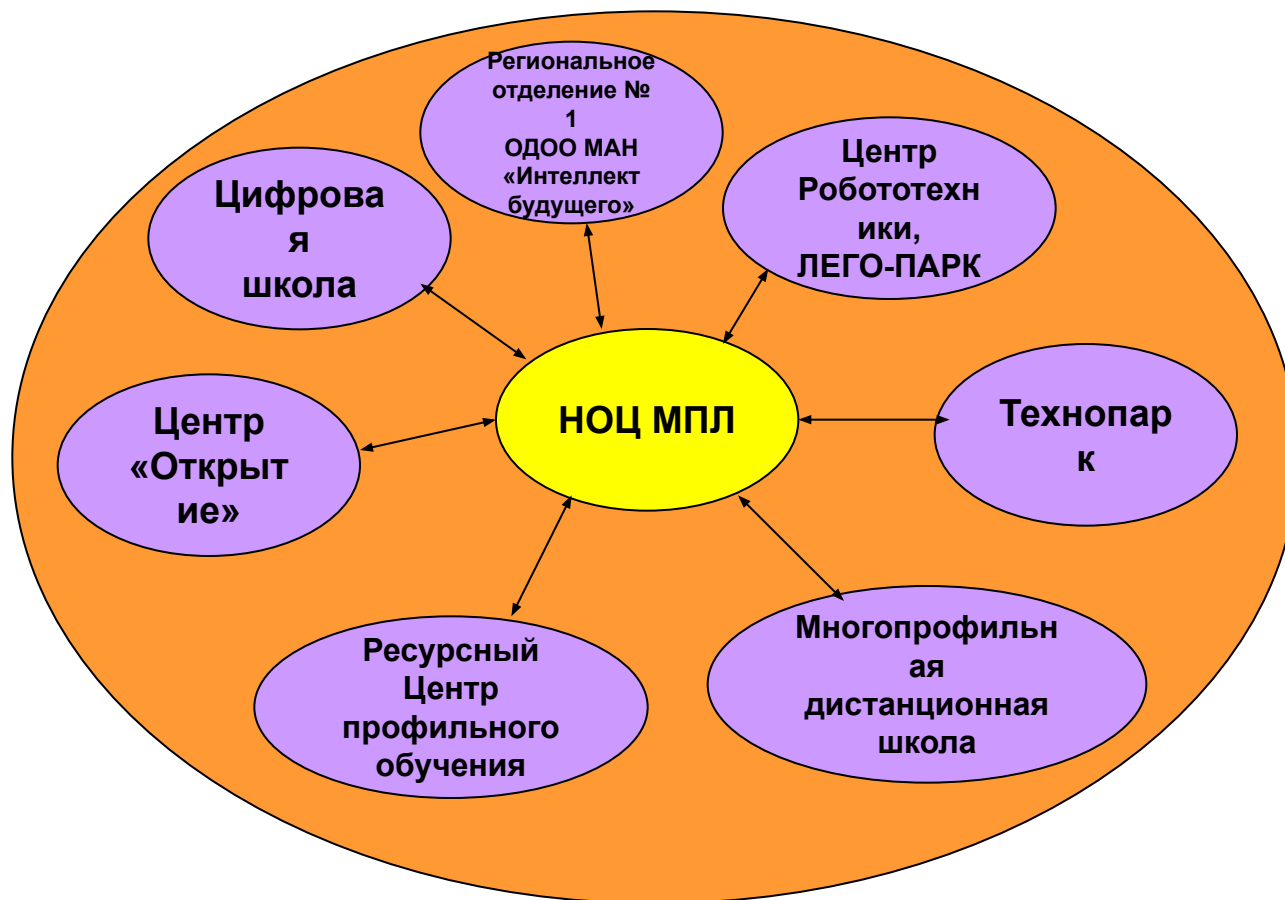 Региональное
отделение №
1
ОДОО МАН
«Интеллект
будущего»
Центр
Робототехн
ики,
ЛЕГО-ПАРК
Цифрова
я
школа
НОЦ МПЛ
Технопар
к
Центр
«Открыт
ие»
Многопрофильн
ая
дистанционная
школа
Ресурсный
Центр
профильного
обучения